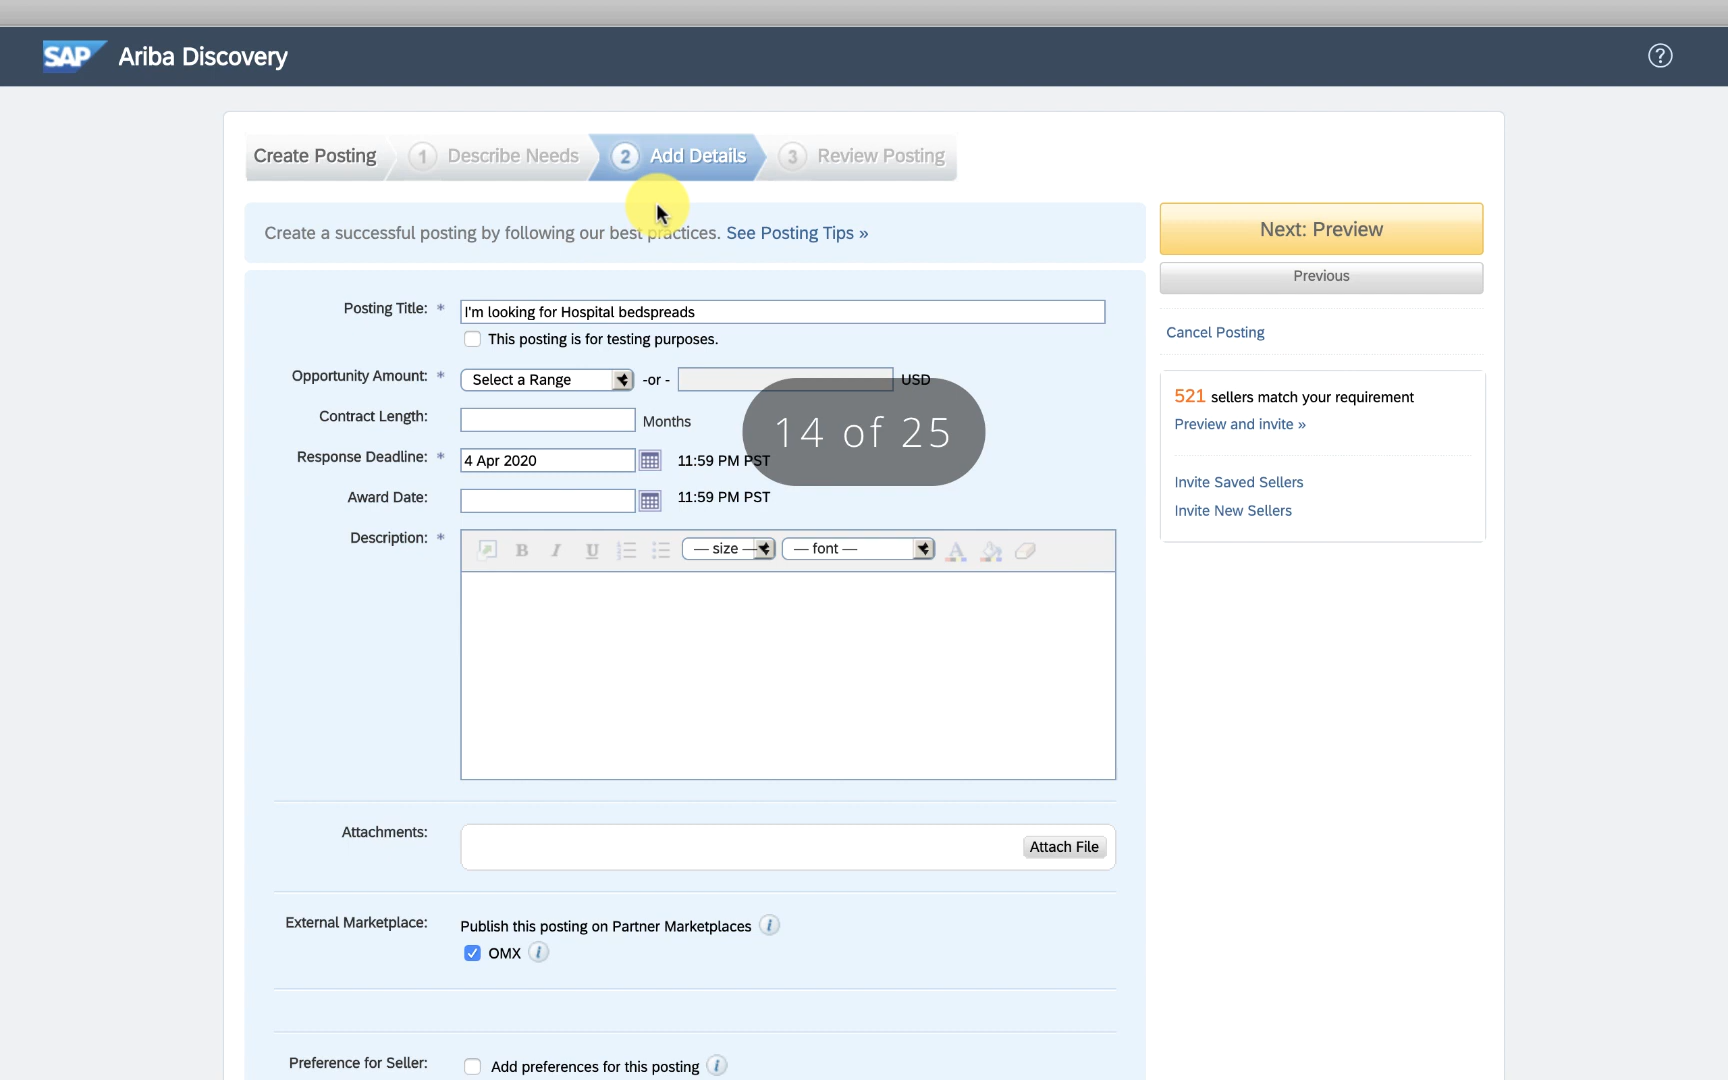 SAP Ariba Discovery ?
Create Posting 1 Describe Needs 2 Add Details 3 Review Posting
Create a successful posting by following our best practices. See Posting Tips »
Next: Preview
Previous
Cancel Posting
521 sellers match your requirement
Preview and invite »
Invite Saved Sellers
Invite New Sellers
Posting Title: * I'm looking for Hospital bedspreads
This posting is for testing purposes.
Opportunity Amount: * Select a Range -or - USD
Contract Length: Months
14 of 25
Response Deadline: * 4 Apr 2020 11:59 PM PST
Award Date: 11:59 PM PST
Description: * B I U — size — — font — A
Attachments: Attach File
External Marketplace: Publish this posting on Partner Marketplaces i
OMX i
Preference for Seller: Add preferences for this posting i